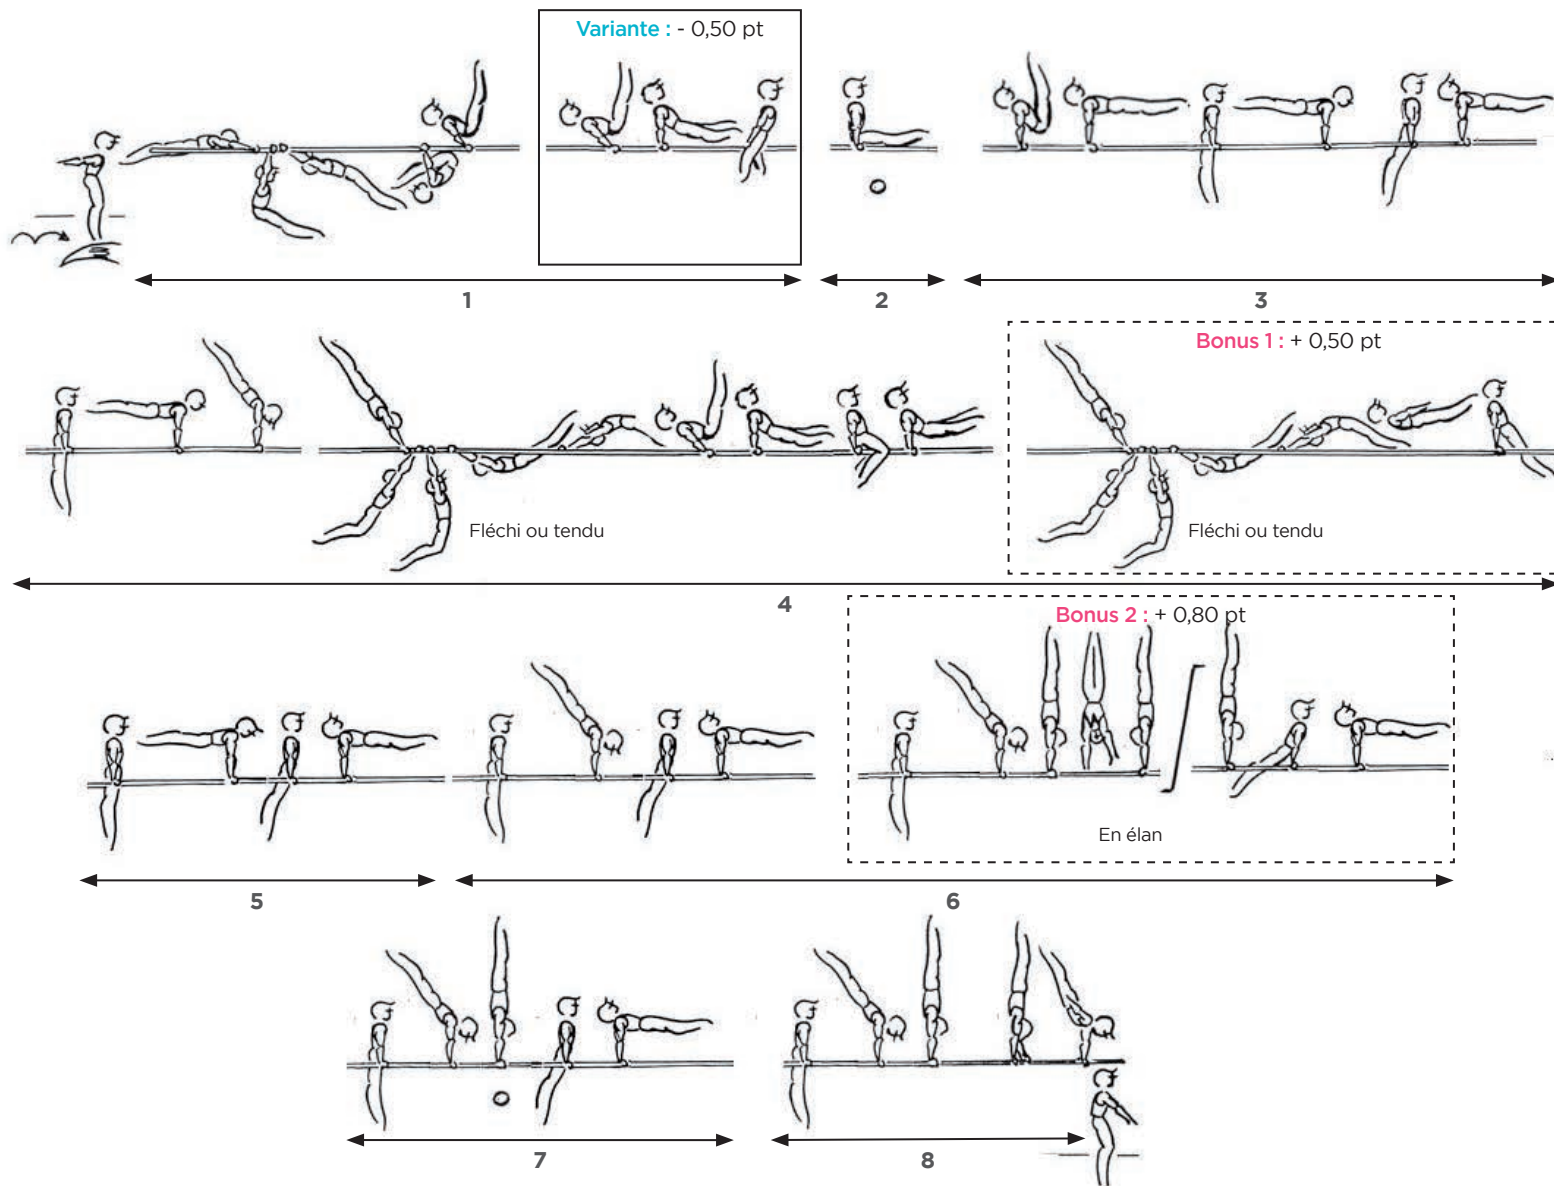 Variante : - 0,50 pt
1
2
3
Bonus 1 : + 0,50 pt
Fléchi ou tendu
Fléchi ou tendu
4
Bonus 2 : + 0,80 pt
En élan
5
6
7
8